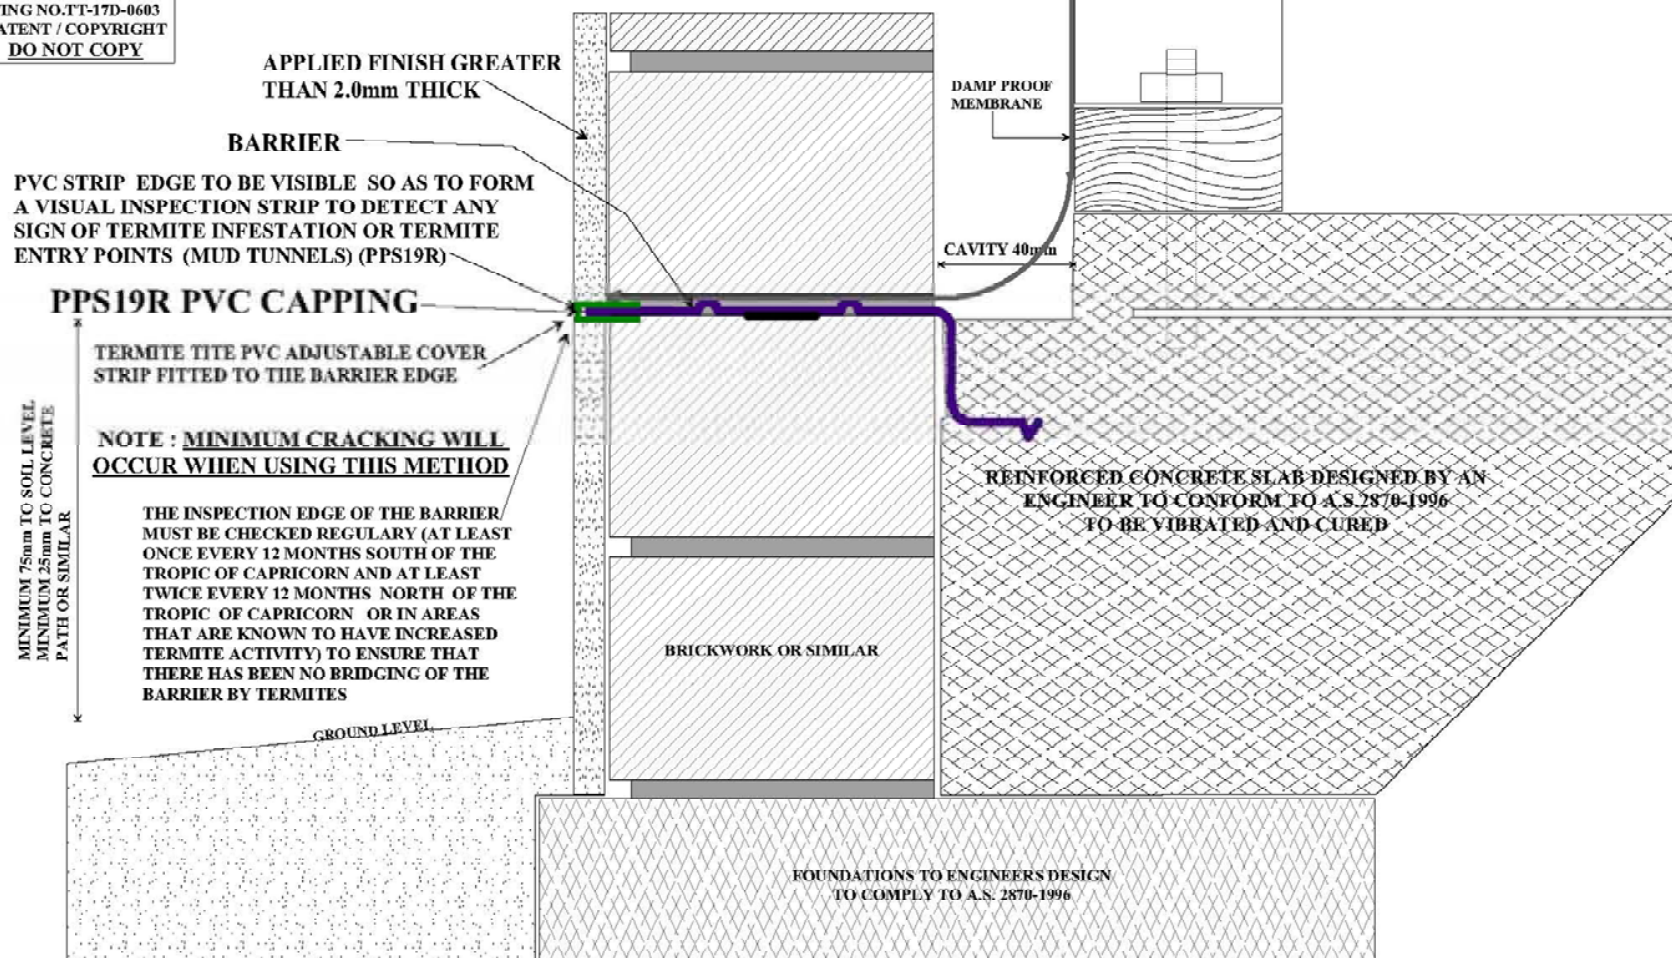 ING NO.TT-17D-0603
ATENT / COPYRIGHT
DO NOT COPY
APPLIED FINISH GREATER
THAN 2.0mm THICK
BARRIER
PVC STRIP EDGE TO BE VISIBLE SO AS TO FORM
A VISUAL INSPECTION STRIP TO DETECT ANY
SIGN OF TERMITE INFESTATION OR TERMITE
ENTRY POINTS (MUD TUNNELS) (PPS19R)
PPS19R PVC CAPPING
TERMITE TITE PVC ADJUSTABLE COVER
STRIP FITTED TO THE BARRIER EDGE
NOTE : MINIMUM CRACKING WILL
OCCUR WHEN USING THIS METHOD
THE INSPECTION EDGE OF THE BARRIER
MUST BE CHECKED REGULARY (AT LEAST
ONCE EVERY 12 MONTHS SOUTH OF THE
TROPIC OF CAPRICORN AND AT LEAST
TWICE EVERY 12 MONTHS NORTH OF THE
TROPIC OF CAPRICORN OR IN AREAS
THAT ARE KNOWN TO HAVE INCREASED
TERMITE ACTIVITY) TO ENSURE THAT
THERE HAS BEEN NO BRIDGING OF THE
BARRIER BY TERMITES
MINIMUM 75mm TO SOIL LEVEL
MINIMUM 25mm TO CONCRETE
PATH OR SIMILAR
GROUND LEVEL
DAMP PROOF
MEMBRANE
CAVITY 40mm
REINFORCED CONCRETE SLAB DESIGNED BY AN
ENGINEER TO CONFORM TO A.S.2870-1996
TO BE VIBRATED AND CURED
BRICKWORK OR SIMILAR
FOUNDATIONS TO ENGINEERS DESIGN
TO COMPLY TO A.S. 2870-1996